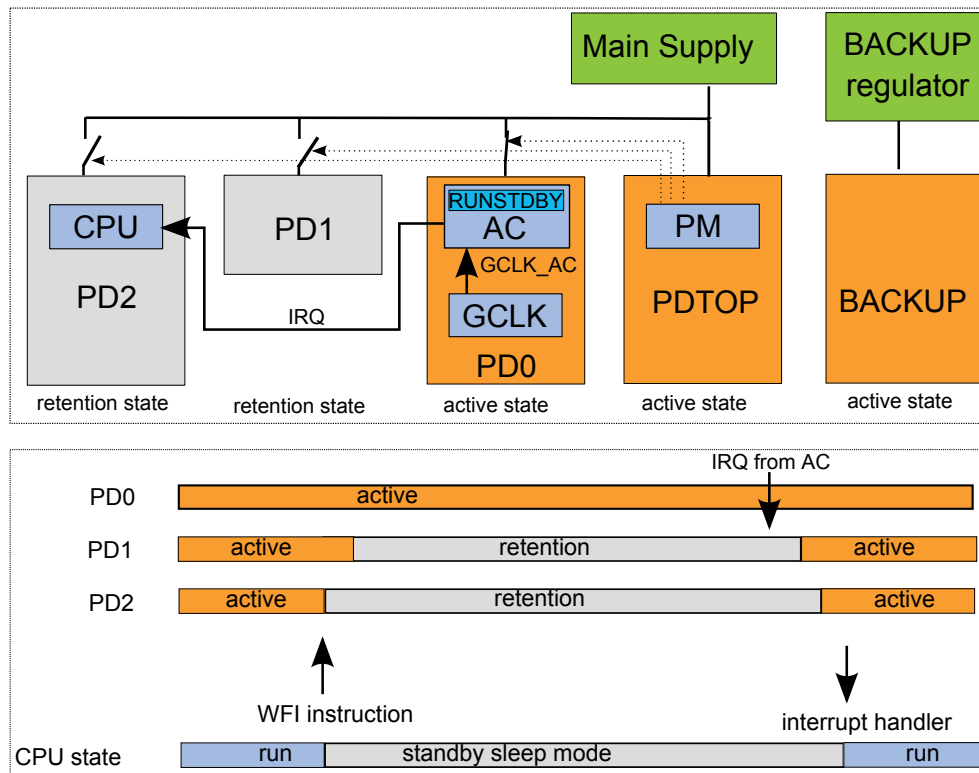 Main Supply
BACKUP
regulator
RUNSTDBY
CPU
AC
PM
PD1
GCLK_AC
PD2
IRQ
GCLK
PDTOP
BACKUP
PD0
retention state
retention state
active state
active state
active state
IRQ from AC
PD0
active
PD1
active
retention
active
PD2
active
retention
active
WFI instruction
interrupt handler
CPU state
run
standby sleep mode
run